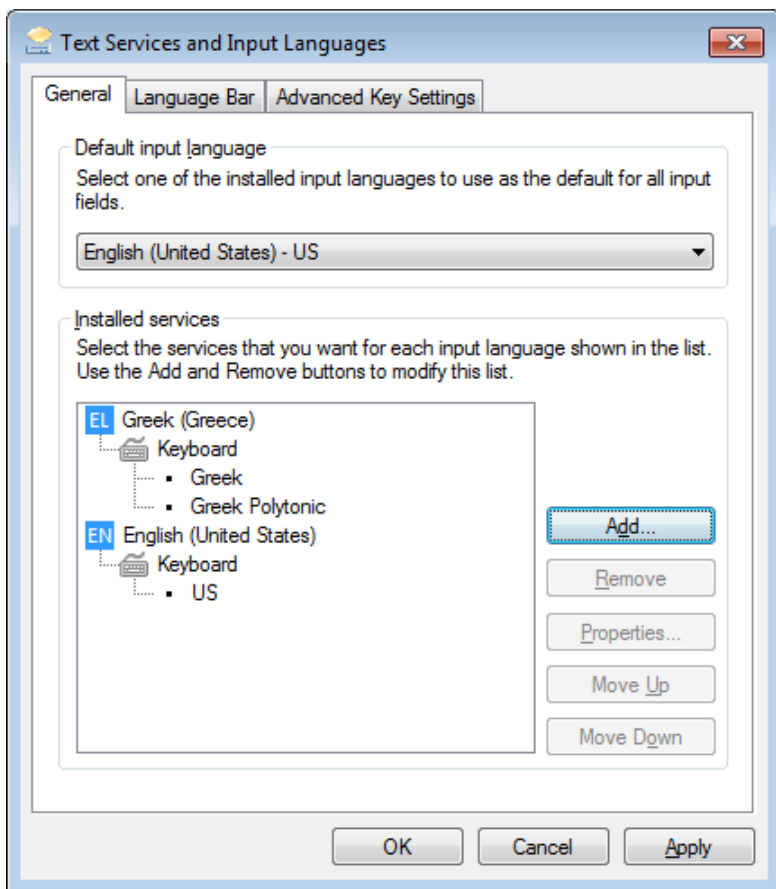 Text Services and Input Languages
General Language Bar Advanced Key Settings
Default input language
Select one of the installed input languages to use as the default for all input
fields.
English (United States) - US
Installed services
Select the services that you want for each input language shown in the list.
Use the Add and Remove buttons to modify this list.
EL Greek (Greece)
Keyboard
Greek
Greek Polytonic
EN English (United States)
Keyboard
US
Add...
Remove
Properties...
Move Up
Move Down
OK Cancel Apply